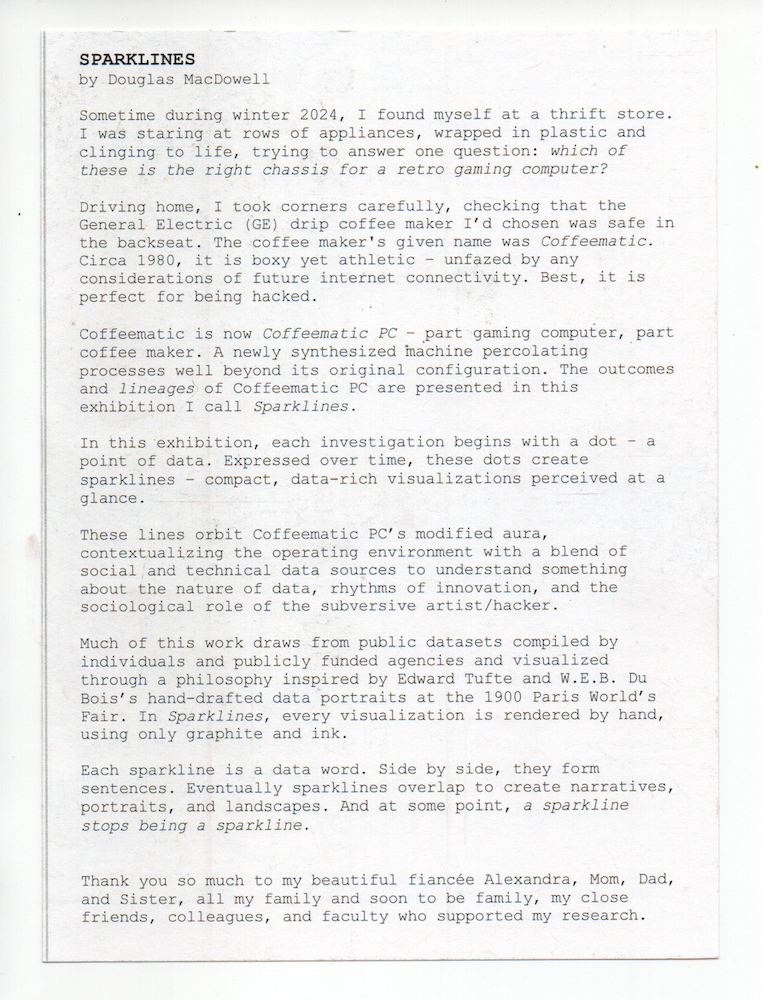 SPARKLINES
by Douglas MacDowell
Sometime during winter 2024, I found myself at a thrift store.
I was staring at rows of appliances, wrapped in plastic and
clinging to life, trying to answer one question: which of
these is the right chassis for a retro gaming computer?
Driving home, I took corners carefully, checking that the
General Electric (GE) drip coffee maker I’d chosen was safe in
the backseat. The coffee maker's given name was Coffeematic.
Circa 1980, it is boxy yet athletic – unfazed by any
considerations of future internet connectivity. Best, it is
perfect for being hacked.
Coffeematic is now Coffeematic PC – part gaming computer, part
coffee maker. A newly synthesized machine percolating
processes well beyond its original configuration. The outcomes
and lineages of Coffeematic PC are presented in this
exhibition I call Sparklines.
In this exhibition, each investigation begins with a dot – a
point of data. Expressed over time, these dots create
sparklines – compact, data-rich visualizations perceived at a
glance.
These lines orbit Coffeematic PC’s modified aura,
contextualizing the operating environment with a blend of
social and technical data sources to understand something
about the nature of data, rhythms of innovation, and the
sociological role of the subversive artist/hacker.
Much of this work draws from public datasets compiled by
individuals and publicly funded agencies and visualized
through a philosophy inspired by Edward Tufte and W.E.B. Du
Bois’s hand-drafted data portraits at the 1900 Paris World’s
Fair. In Sparklines, every visualization is rendered by hand,
using only graphite and ink.
Each sparkline is a data word. Side by side, they form
sentences. Eventually sparklines overlap to create narratives,
portraits, and landscapes. And at some point, a sparkline
stops being a sparkline.
Thank you so much to my beautiful fiancée Alexandra, Mom, Dad,
and Sister, all my family and soon to be family, my close
friends, colleagues, and faculty who supported my research.